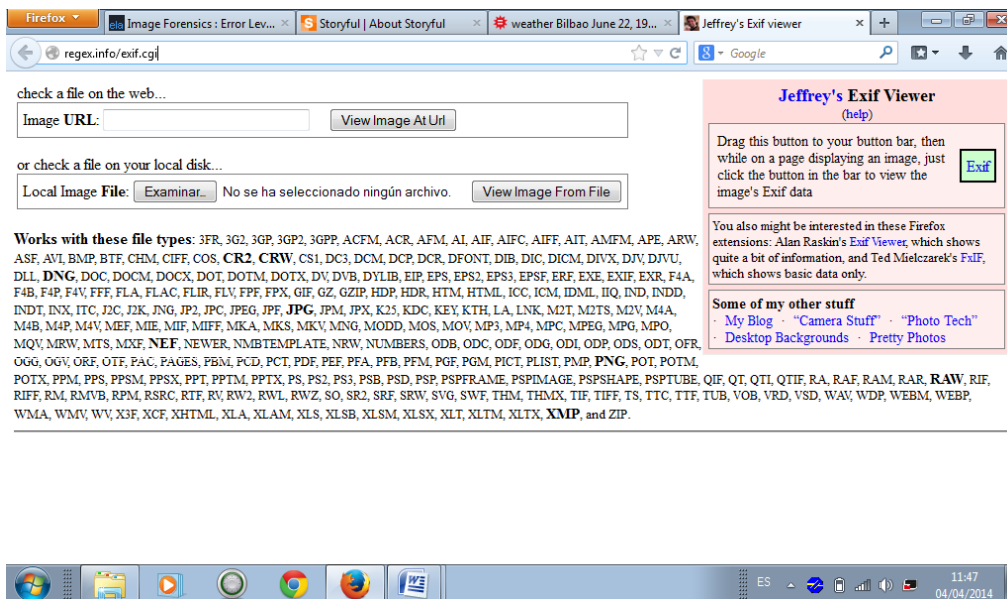 Firefox
Image Forensics : Error Lev...
Storyful | About Storyful
weather Bilbao June 22, 19...
Jeffrey's Exif viewer
regex.info/exif.cgi
Google
check a file on the web...
Image URL:
View Image At Url
or check a file on your local disk...
Local Image File:
Examinar...
No se ha seleccionado ningún archivo.
View Image From File
Jeffrey's Exif Viewer
(help)
Drag this button to your button bar, then
while on a page displaying an image, just
click the button in the bar to view the
image's Exif data
Exif
You also might be interested in these Firefox
extensions: Alan Raskin's Exif Viewer, which shows
quite a bit of information, and Ted Mielczarek's FxIF,
which shows basic data only.
Some of my other stuff
· My Blog · “Camera Stuff” · “Photo Tech”
· Desktop Backgrounds · Pretty Photos
Works with these file types: 3FR, 3G2, 3GP, 3GP2, 3GPP, ACFM, ACR, AFM, AI, AIF, AIFC, AIFF, AIT, AMFM, APE, ARW,
ASF, AVI, BMP, BTF, CHM, CIFF, COS, CR2, CRW, CS1, DC3, DCM, DCP, DCR, DFONT, DIB, DIC, DICM, DIVX, DJV, DJVU,
DLL, DNG, DOC, DOCM, DOCX, DOT, DOTM, DOTX, DV, DVB, DYLIB, EIP, EPS, EPS2, EPS3, EPSF, ERF, EXE, EXIF, EXR, F4A,
F4B, F4P, F4V, FFF, FLA, FLAC, FLIR, FLV, FPF, FPX, GIF, GZ, GZIP, HDP, HDR, HTM, HTML, ICC, ICM, IDML, IIQ, IND, INDD,
INDT, INX, ITC, J2C, J2K, JNG, JP2, JPC, JPEG, JPF, JPG, JPM, JPX, K25, KDC, KEY, KTH, LA, LNK, M2T, M2TS, M2V, M4A,
M4B, M4P, M4V, MEF, MIE, MIF, MIFF, MKA, MKS, MKV, MNG, MODD, MOS, MOV, MP3, MP4, MPC, MPEG, MPG, MPO,
MQV, MRW, MTS, MXF, NEF, NEWER, NMBTEMPLATE, NRW, NUMBERS, ODB, ODC, ODF, ODG, ODI, ODP, ODS, ODT, OFR,
OGG, OGV, ORF, OTF, PAC, PAGES, PBM, PCD, PCT, PDF, PEF, PFA, PFB, PFM, PGF, PGM, PICT, PLIST, PMP, PNG, POT, POTM,
POTX, PPM, PPS, PPSM, PPSX, PPT, PPTM, PPTX, PS, PS2, PS3, PSB, PSD, PSP, PSPFRAME, PSPIMAGE, PSPSHAPE, PSPTUBE, QIF, QT, QTI, QTIF, RA, RAF, RAM, RAR, RAW, RIF,
RIFF, RM, RMVB, RPM, RSRC, RTF, RV, RW2, RWL, RWZ, SO, SR2, SRF, SRW, SVG, SWF, THM, THMX, TIF, TIFF, TS, TTC, TTF, TUB, VOB, VRD, VSD, WAV, WDP, WEBM, WEBP,
WMA, WMV, WV, X3F, XCF, XHTML, XLA, XLAM, XLS, XLSB, XLSM, XLSX, XLT, XLTM, XLTX, XMP, and ZIP.
ES
11:47
04/04/2014